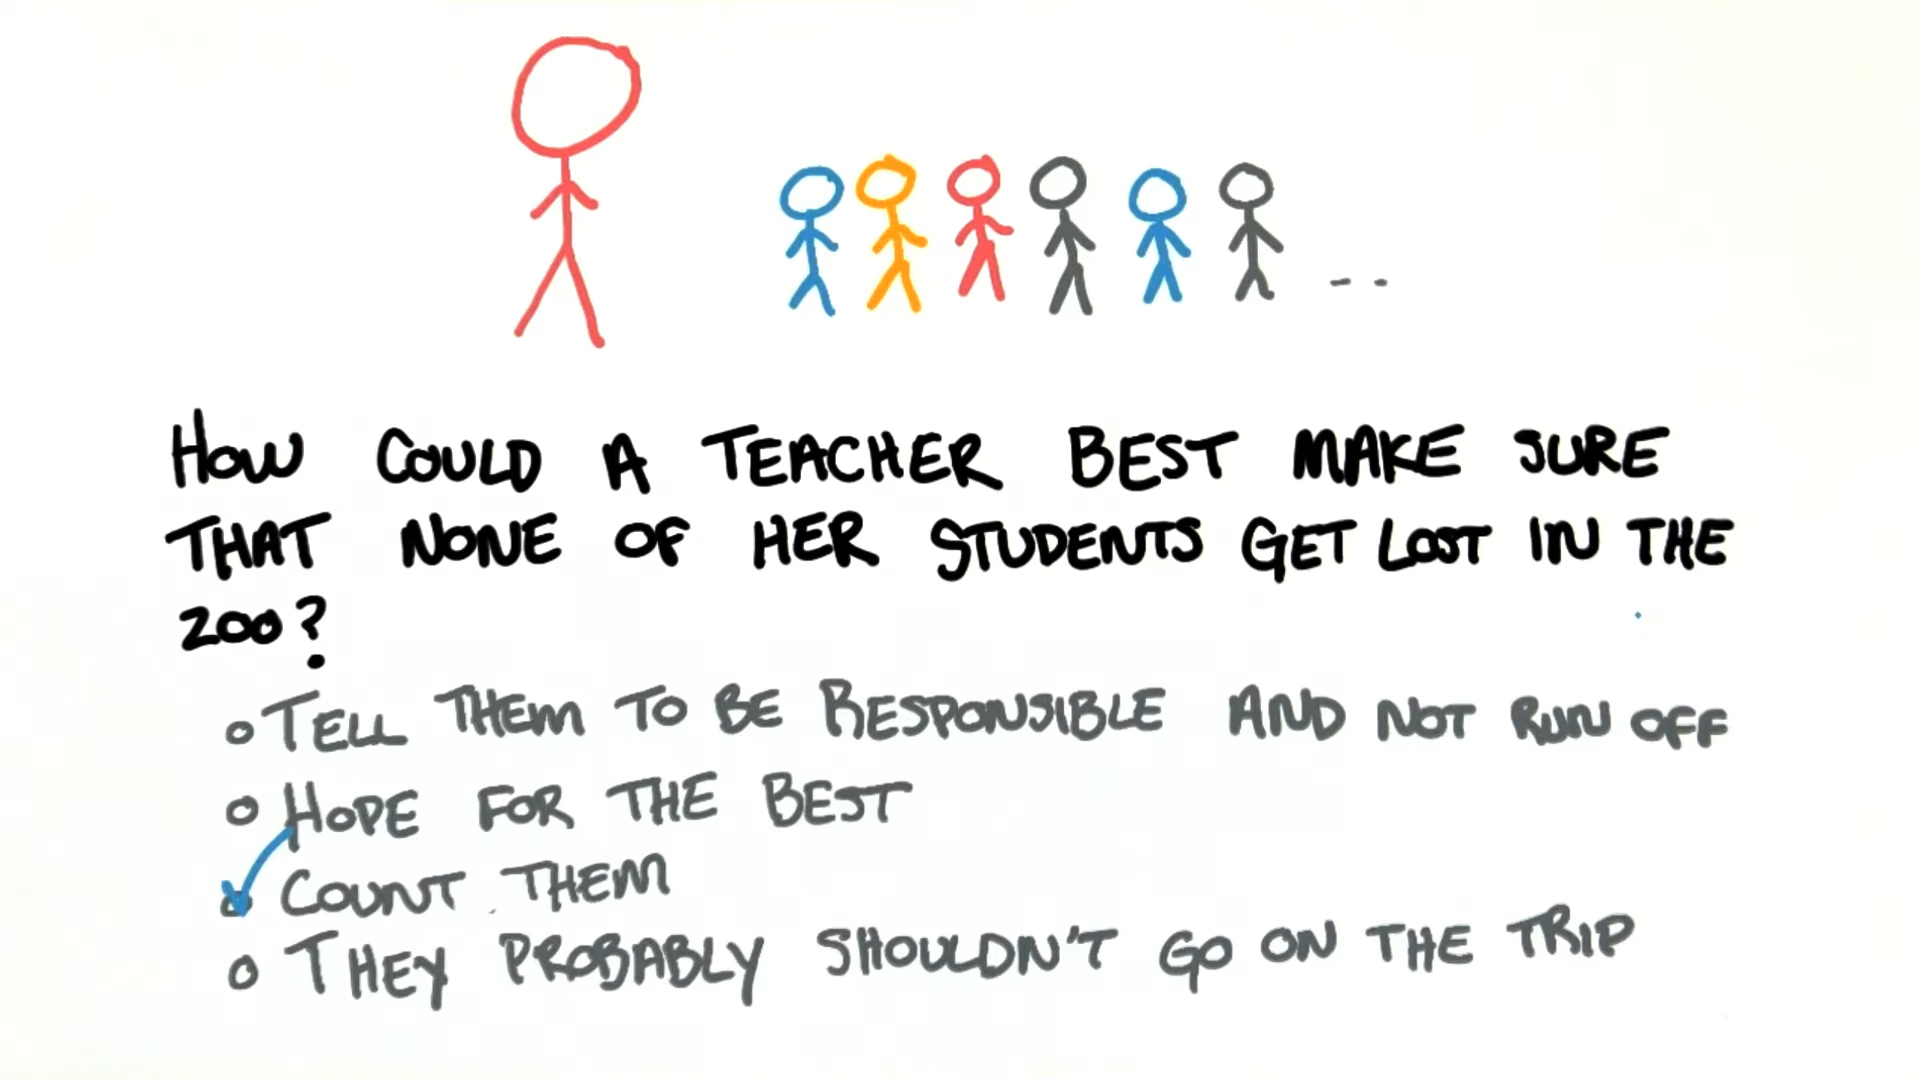 HOW COULD A TEACHER BEST MAKE SURE
THAT NONE OF HER STUDENTS GET LOST IN THE
ZOO?
TELL THEM TO BE RESPONSIBLE AND NOT RUN OFF
HOPE FOR THE BEST
COUNT THEM
THEY PROBABLY SHOULDN'T GO ON THE TRIP